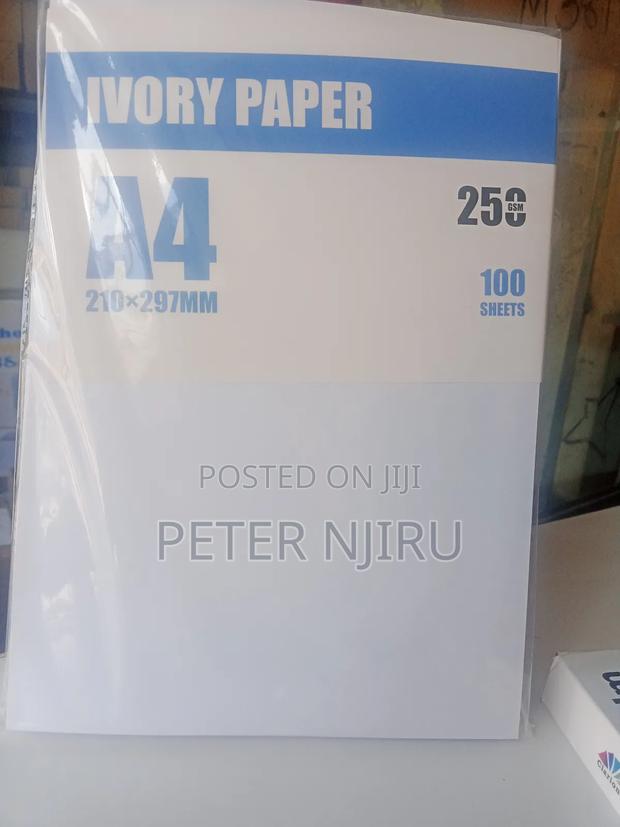 IVORY PAPER
A4
250
GSM
210×297MM
100
SHEETS
POSTED ON JIJI
PETER NJIRU